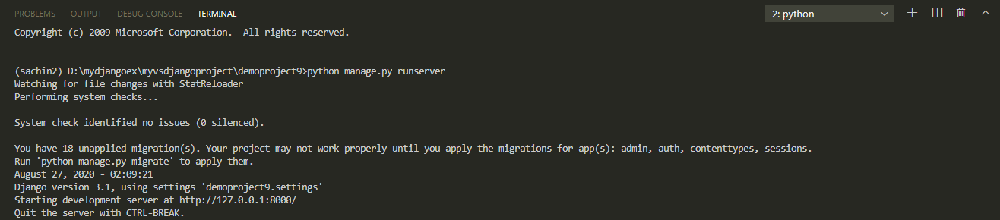 PROBLEMS OUTPUT DEBUG CONSOLE TERMINAL 2: python
Copyright (c) 2009 Microsoft Corporation.  All rights reserved.
(sachin2) D:\mydjangoex\myvsdjangoproject\demoproject9>python manage.py runserver
Watching for file changes with StatReloader
Performing system checks...
System check identified no issues (0 silenced).
You have 18 unapplied migration(s). Your project may not work properly until you apply the migrations for app(s): admin, auth, contenttypes, sessions.
Run 'python manage.py migrate' to apply them.
August 27, 2020 - 02:09:21
Django version 3.1, using settings 'demoproject9.settings'
Starting development server at http://127.0.0.1:8000/
Quit the server with CTRL-BREAK.